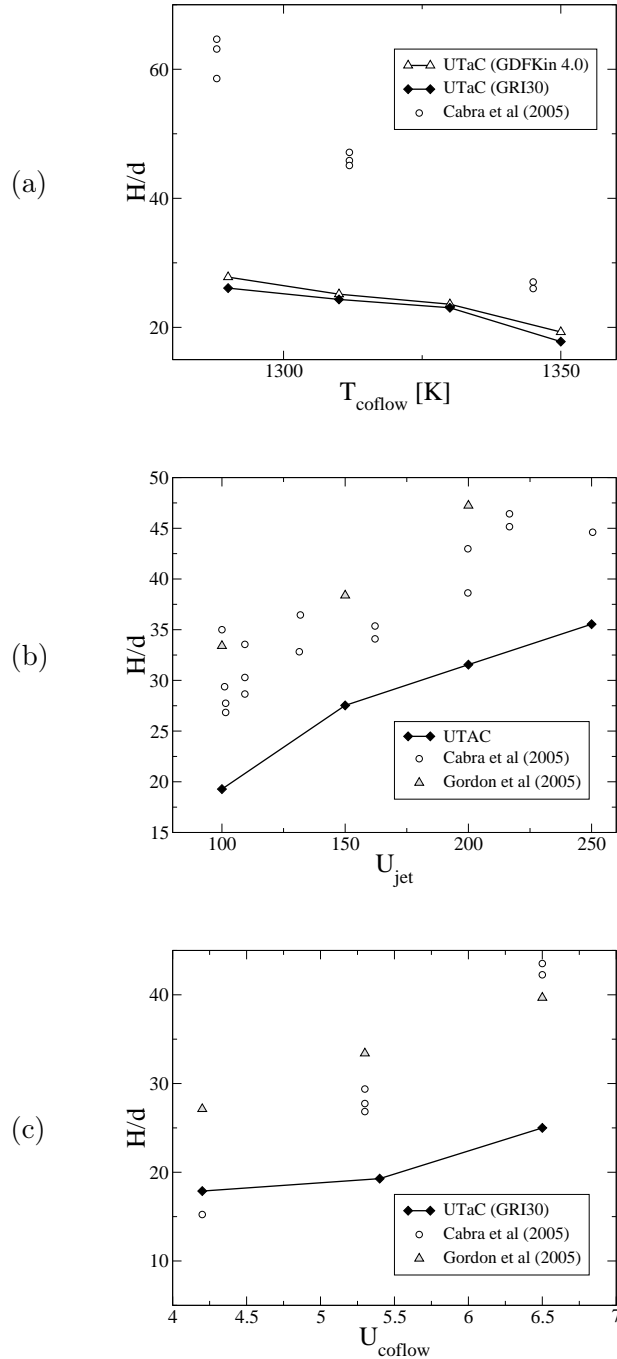 (a)
H/d
60
40
20
UTaC (GDFKin 4.0)
UTaC (GRI30)
Cabra et al (2005)
1300
1350
T_coflow [K]
(b)
H/d
50
45
40
35
30
25
20
15
UTAC
Cabra et al (2005)
Gordon et al (2005)
100
150
200
250
U_jet
(c)
H/d
40
30
20
10
UTaC (GRI30)
Cabra et al (2005)
Gordon et al (2005)
4
4.5
5
5.5
6
6.5
7
U_coflow